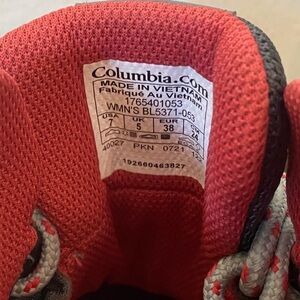 Columbia.Com
MADE IN VIETNAM
Fabriqué Au Vietnam
1765401053
WMN'S BL5371-053
USA UK EUR
7 5 38 24
40027 PKN 0721
192660463827